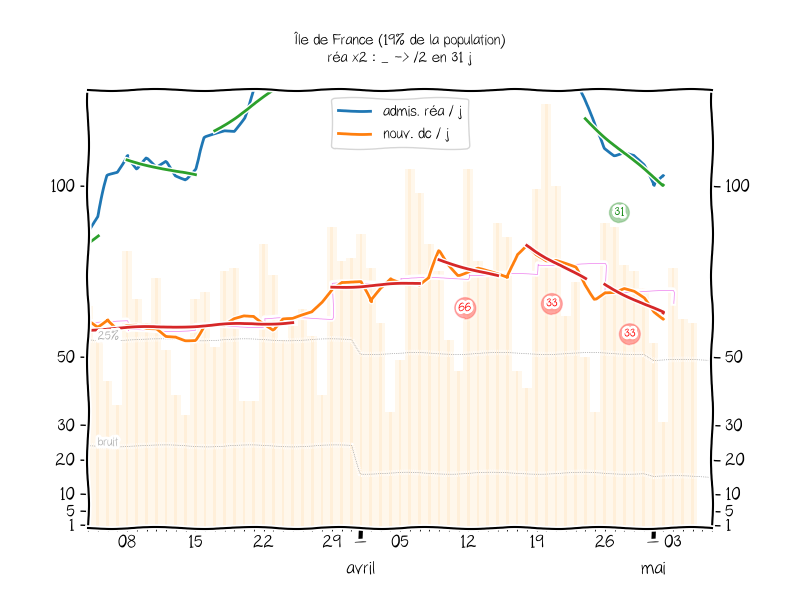 Île de France (19% de la population)
réa x2 : _ -> /2 en 31 j
admis. réa / j
nouv. dc / j
100
100
31
66
33
33
25%
50
50
30
30
bruit
20
20
10
10
5
5
1
1
08 15 22 29 05 12 19 26 03
avril mai